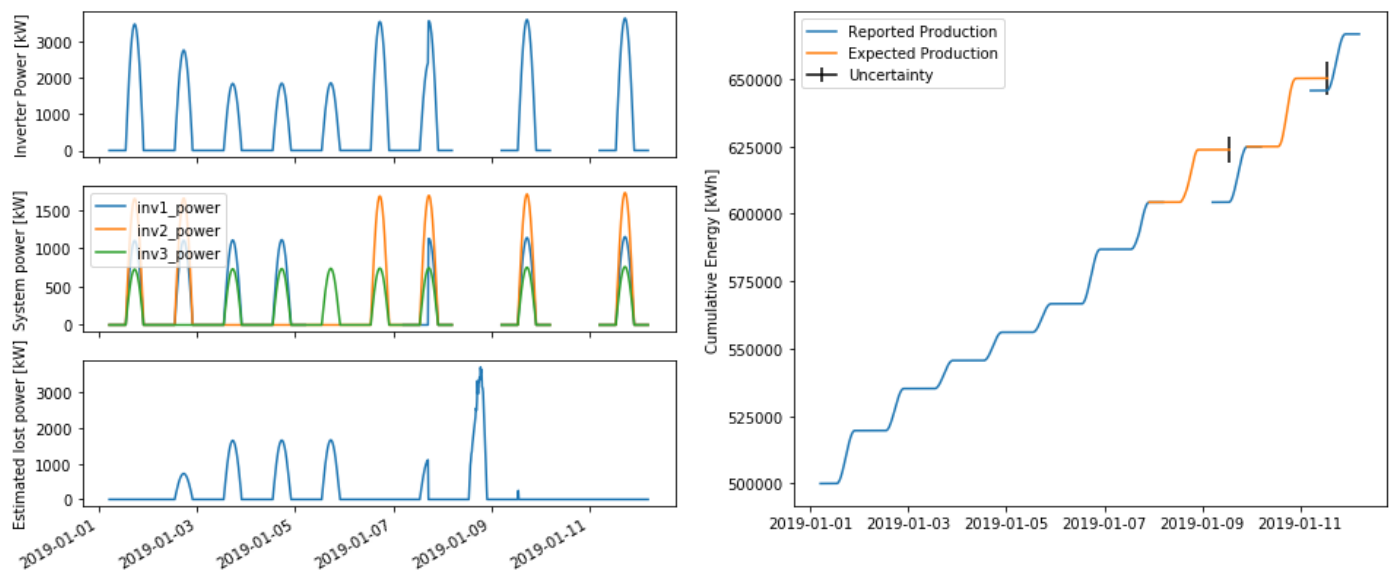 Inverter Power [kW]
3000
2000
1000
0
System power [kW]
1500
1000
500
0
inv1_power
inv2_power
inv3_power
Estimated lost power [kW]
3000
2000
1000
0
2019-01-01
2019-01-03
2019-01-05
2019-01-07
2019-01-09
2019-01-11
Cumulative Energy [kWh]
650000
625000
600000
575000
550000
525000
500000
Reported Production
Expected Production
Uncertainty
2019-01-01 2019-01-03 2019-01-05 2019-01-07 2019-01-09 2019-01-11